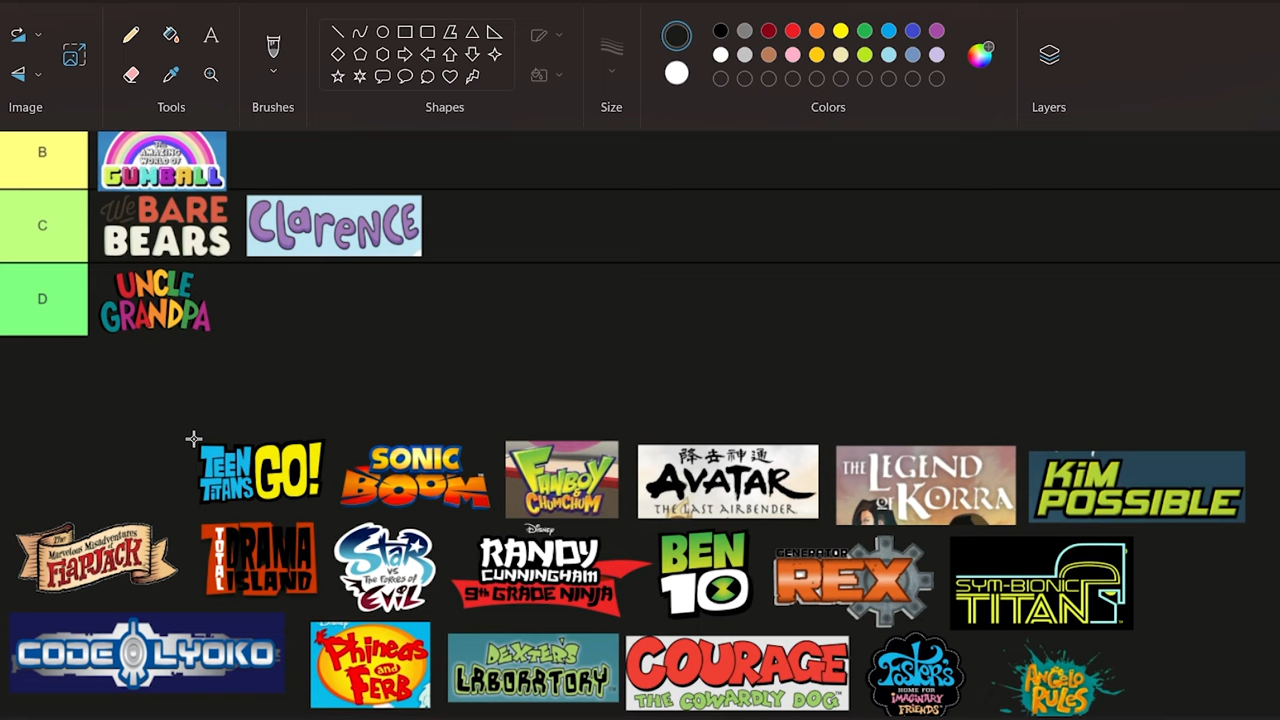 Image
Tools
Brushes
Shapes
Size
Colors
Layers
A
B
The
AMAZING
WORLD OF
GUMBALL
C
We BARE
BEARS
CLARENCE
D
UNCLE
GRANDPA
TEEN
TITANS
GO!
SONIC
BOOM
FANBOY
&
CHUMCHUM
降去神通
AVATAR
THE LAST AIRBENDER
THE LEGEND
OF KORRA
KiM
POSSIBLE
The
Marvelous Misadventures
of
FLAPJACK
TOTAL
DRAMA
ISLAND
STAR
VS
THE FORCES OF
EVIL
Disney
RANDY
CUNNINGHAM
9TH GRADE NINJA
BEN
10
GENERATOR
REX
SYM-BIONIC
TITAN
CODE LYOKO
Disney
Phineas
and
FERB
DEXTER'S
LABORATORY
COURAGE
THE COWARDLY DOG
Foster's
HOME FOR
IMAGINARY
FRIENDS
ANGELO
RULES